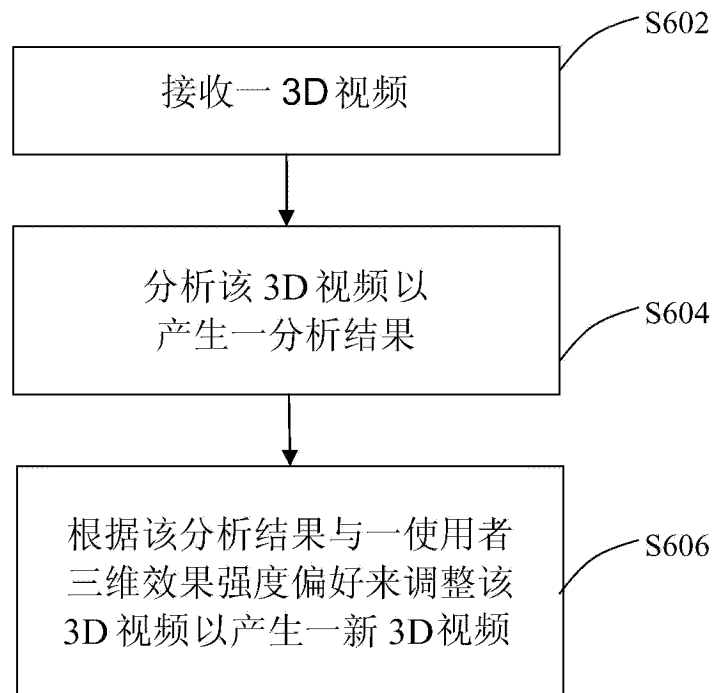 S602
接收一 3D 视频
分析该 3D 视频以
产生一分析结果
S604
根据该分析结果与一使用者
三维效果强度偏好来调整该
3D 视频以产生一新 3D 视频
S606